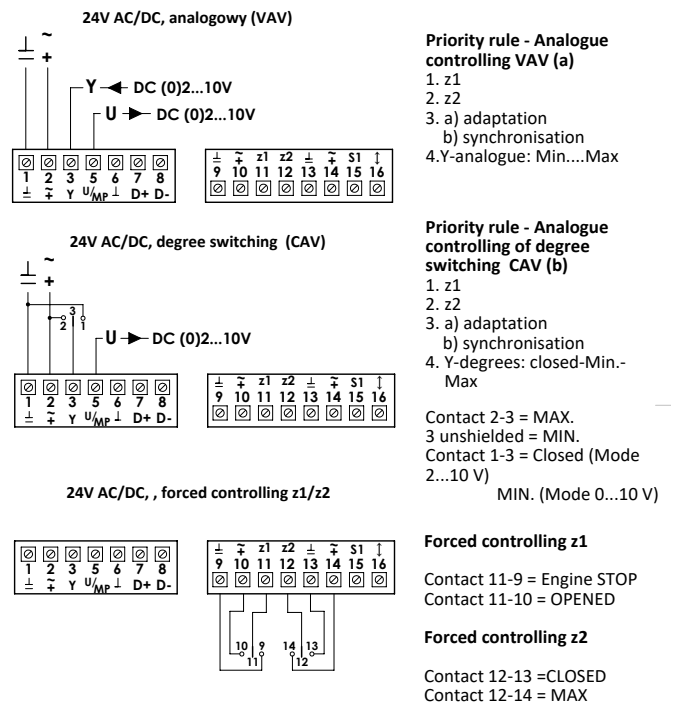 24V AC/DC, analogowy (VAV)
~
⊥ +
Y DC (0)2...10V
U DC (0)2...10V
1 2 3 5 6 7 8
⊥ ~+ Y U/MP ⊥ D+ D-
⊥ ~+ z1 z2 ⊥ ~+ S1 ↕
9 10 11 12 13 14 15 16
Priority rule - Analogue
controlling VAV (a)
1. z1
2. z2
3. a) adaptation
b) synchronisation
4.Y-analogue: Min....Max
24V AC/DC, degree switching (CAV)
~
⊥ +
3
2 1
U DC (0)2...10V
1 2 3 5 6 7 8
⊥ ~+ Y U/MP ⊥ D+ D-
⊥ ~+ z1 z2 ⊥ ~+ S1 ↕
9 10 11 12 13 14 15 16
Priority rule - Analogue
controlling of degree
switching CAV (b)
1. z1
2. z2
3. a) adaptation
b) synchronisation
4. Y-degrees: closed-Min.-
Max
Contact 2-3 = MAX.
3 unshielded = MIN.
Contact 1-3 = Closed (Mode
2...10 V)
MIN. (Mode 0...10 V)
24V AC/DC, , forced controlling z1/z2
1 2 3 5 6 7 8
⊥ ~+ Y U/MP ⊥ D+ D-
⊥ ~+ z1 z2 ⊥ ~+ S1 ↕
9 10 11 12 13 14 15 16
10 9 14 13
11 12
Forced controlling z1
Contact 11-9 = Engine STOP
Contact 11-10 = OPENED
Forced controlling z2
Contact 12-13 =CLOSED
Contact 12-14 = MAX